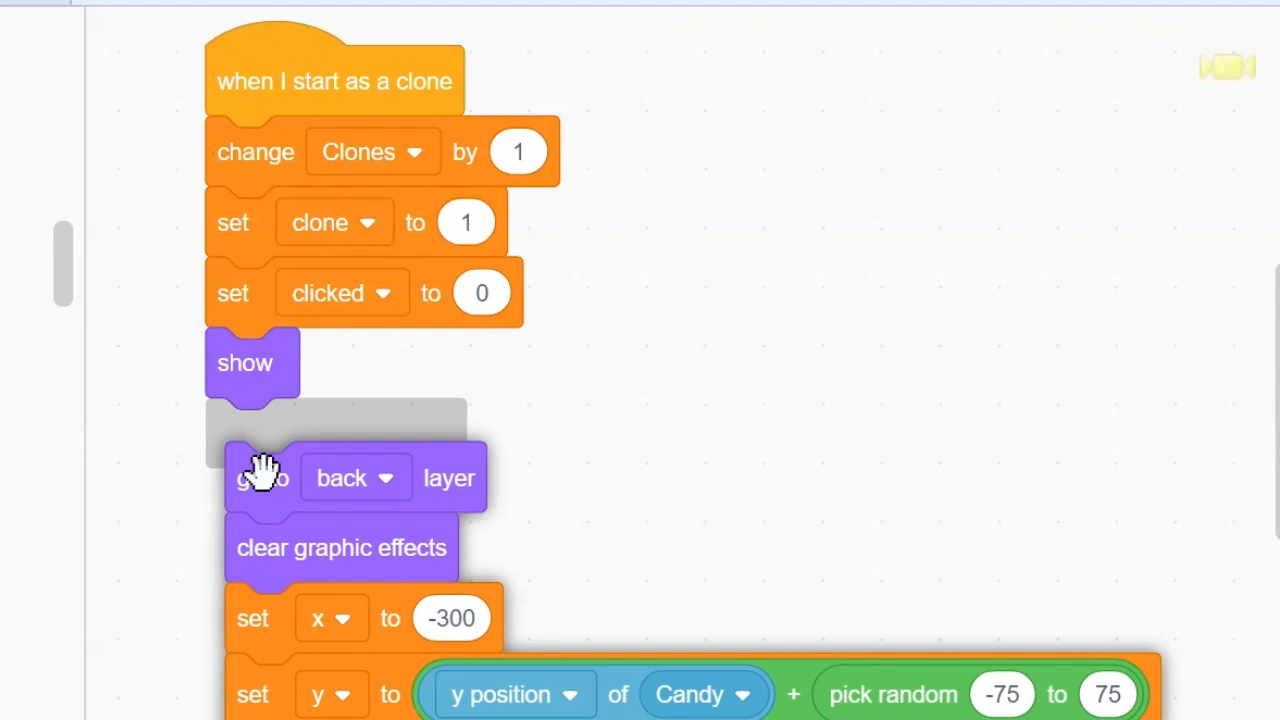 when I start as a clone
change Clones by 1
set clone to 1
set clicked to 0
show
back layer
clear graphic effects
set x to -300
set y to y position of Candy + pick random -75 to 75